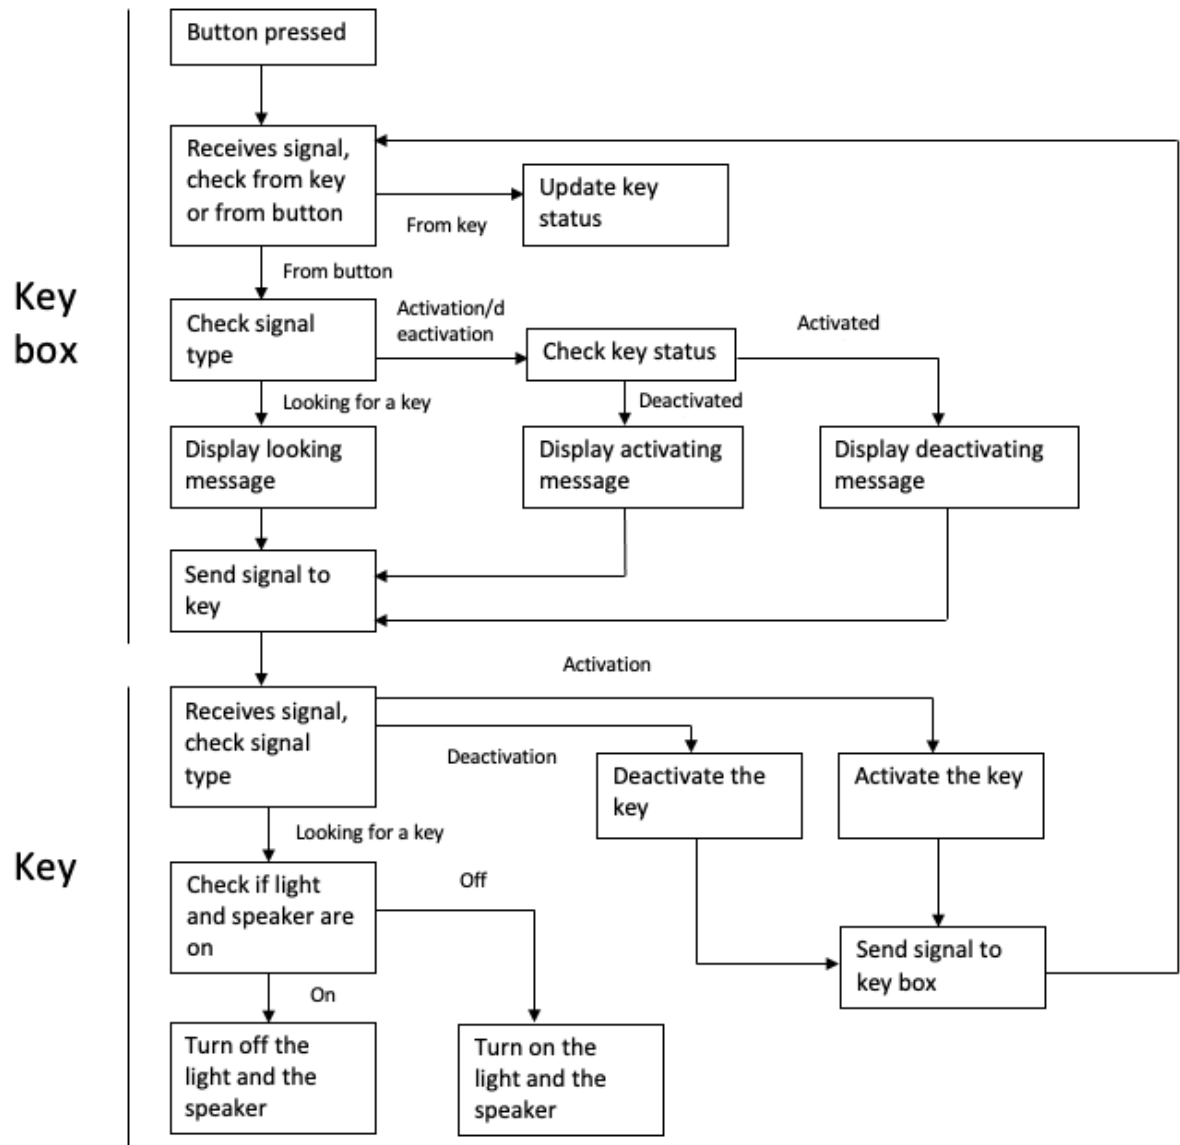 Button pressed
Receives signal,
check from key
or from button
Update key
status
From key
From button
Key
box
Check signal
type
Activation/d
eactivation
Check key status
Activated
Looking for a key
Deactivated
Display looking
message
Display activating
message
Display deactivating
message
Send signal to
key
Activation
Receives signal,
check signal
type
Deactivation
Deactivate the
key
Activate the key
Looking for a key
Key
Check if light
and speaker are
on
Off
Send signal to
key box
On
Turn off the
light and the
speaker
Turn on the
light and the
speaker